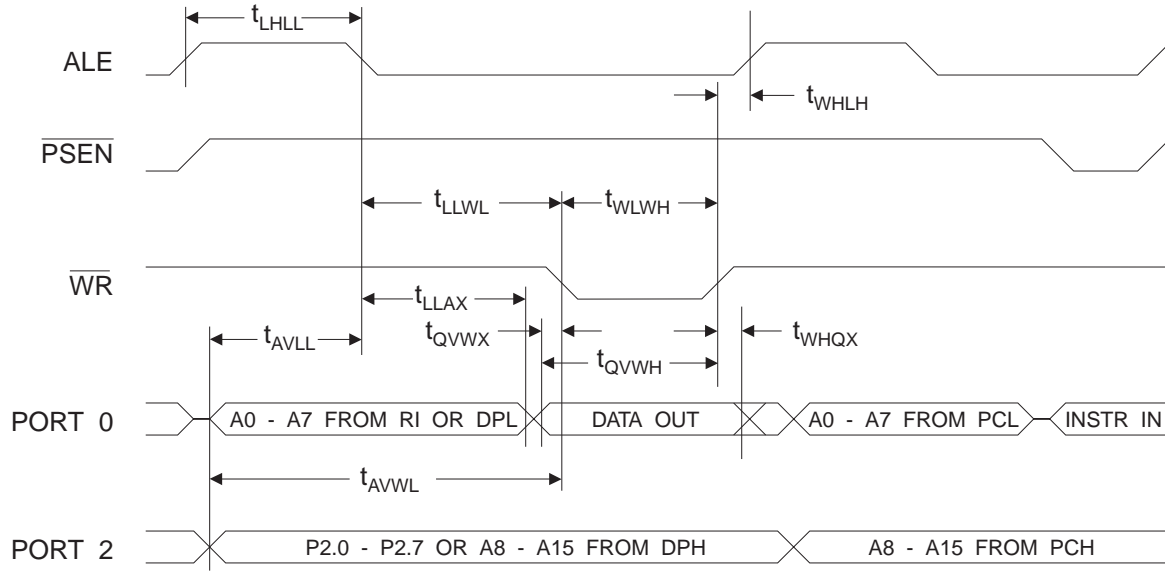 tLHLL
ALE
tWHLH
PSEN
tLLWL
tWLWH
WR
tLLAX
tAVLL
tQVWX
tWHQX
tQVWH
PORT 0
A0 - A7 FROM RI OR DPL
DATA OUT
A0 - A7 FROM PCL
INSTR IN
tAVWL
PORT 2
P2.0 - P2.7 OR A8 - A15 FROM DPH
A8 - A15 FROM PCH